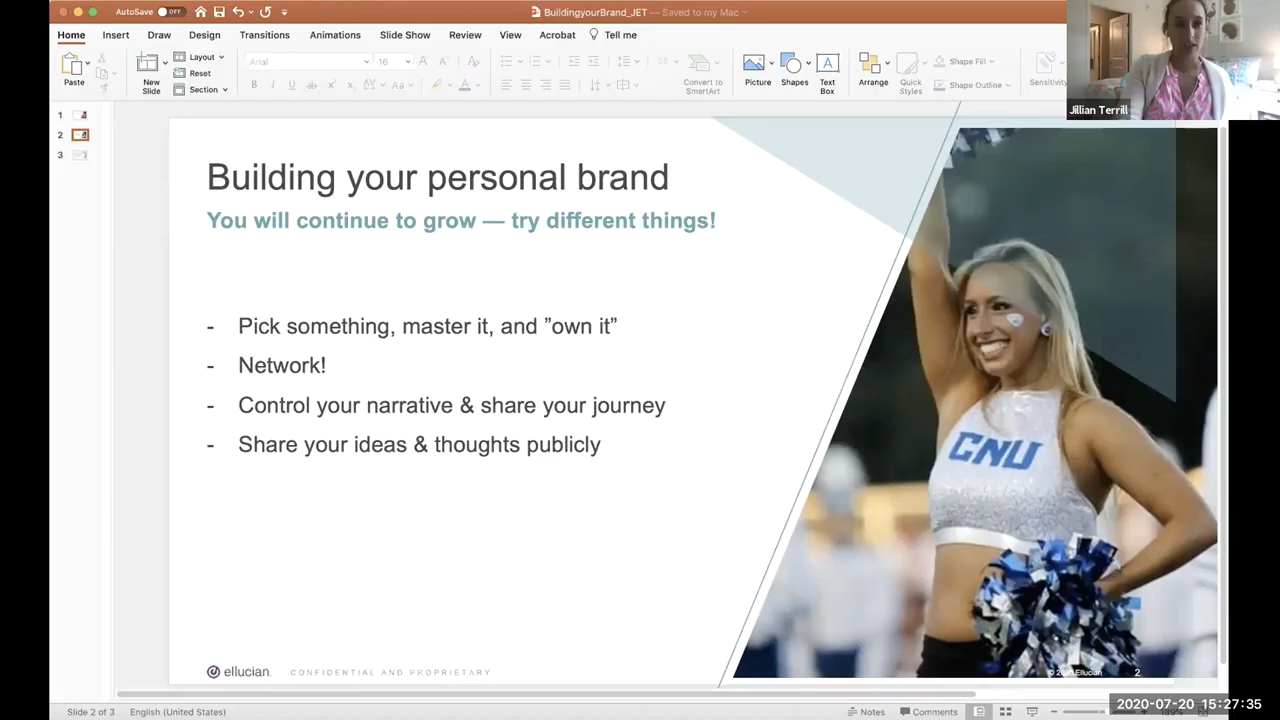 AutoSave OFF
BuildingyourBrand_JET — Saved to my Mac
Home Insert Draw Design Transitions Animations Slide Show Review View Acrobat Tell me
Paste
New Slide
Layout
Reset
Section
Arial
16
Convert to SmartArt
Picture
Shapes
Text Box
Arrange
Quick Styles
Shape Fill
Shape Outline
Sensitivity
Jillian Terrill
1
2
3
Building your personal brand
You will continue to grow — try different things!
- Pick something, master it, and ”own it”
- Network!
- Control your narrative & share your journey
- Share your ideas & thoughts publicly
CNU
ellucian CONFIDENTIAL AND PROPRIETARY
Ellucian
2
Slide 2 of 3 English (United States) Notes Comments
2020-07-20 15:27:35